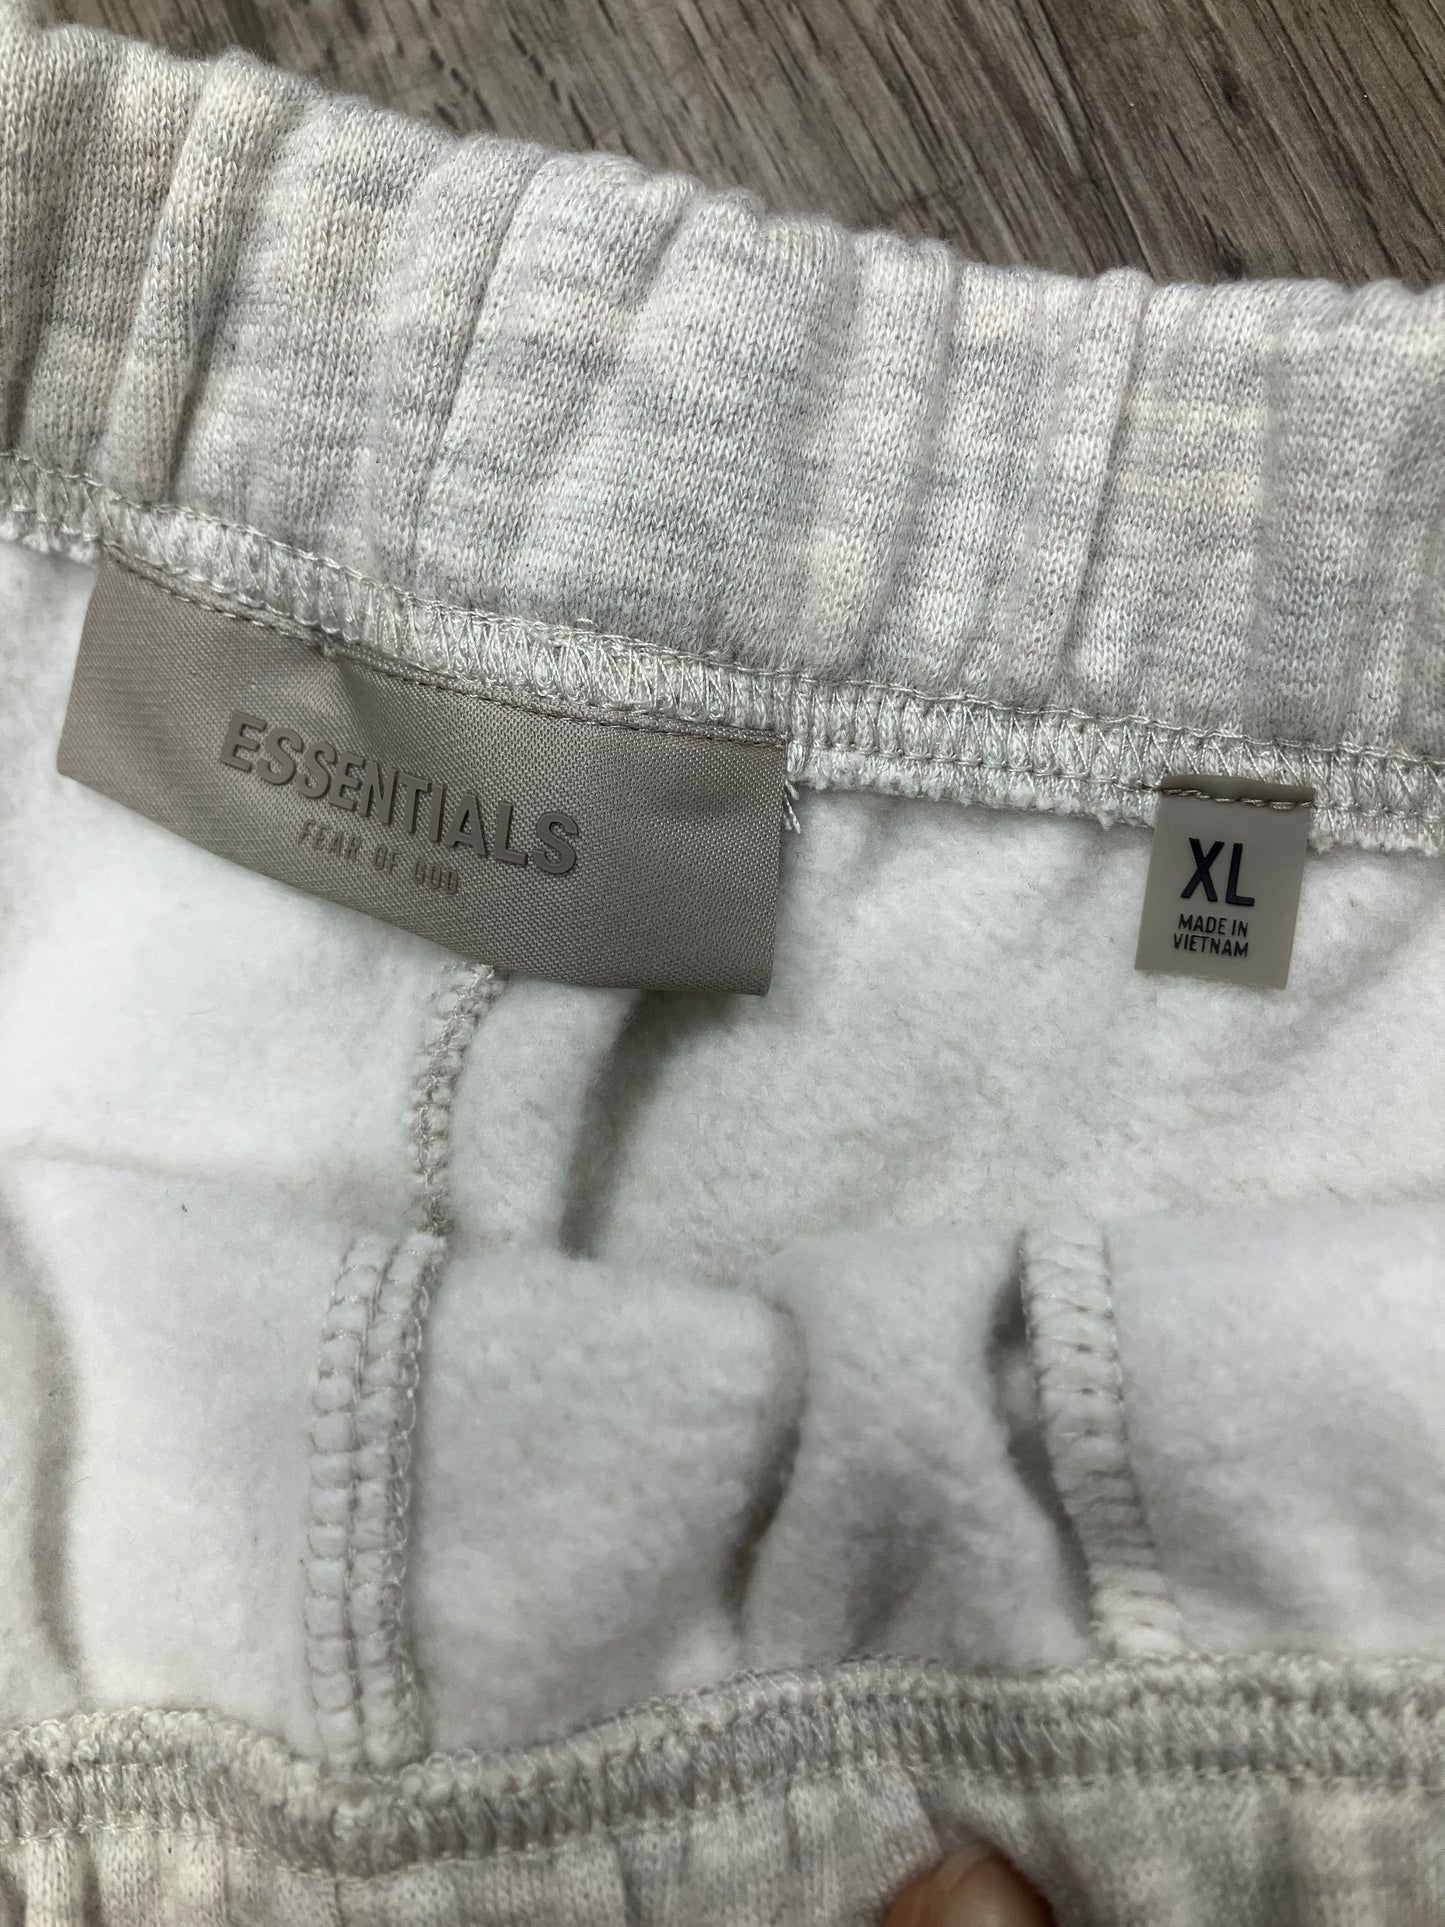 ESSENTIALS
FEAR OF GOD
XL
MADE IN
VIETNAM